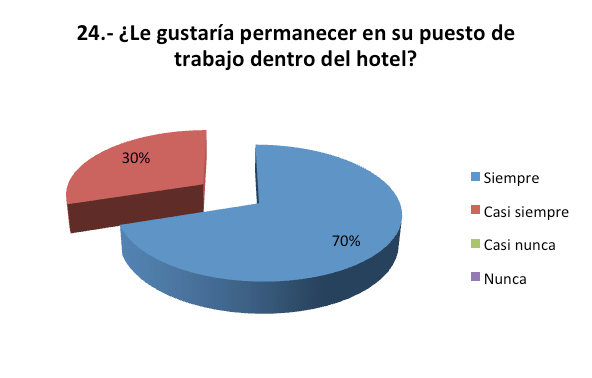 24.- ¿Le gustaría permanecer en su puesto de
trabajo dentro del hotel?
30%
70%
Siempre
Casi siempre
Casi nunca
Nunca